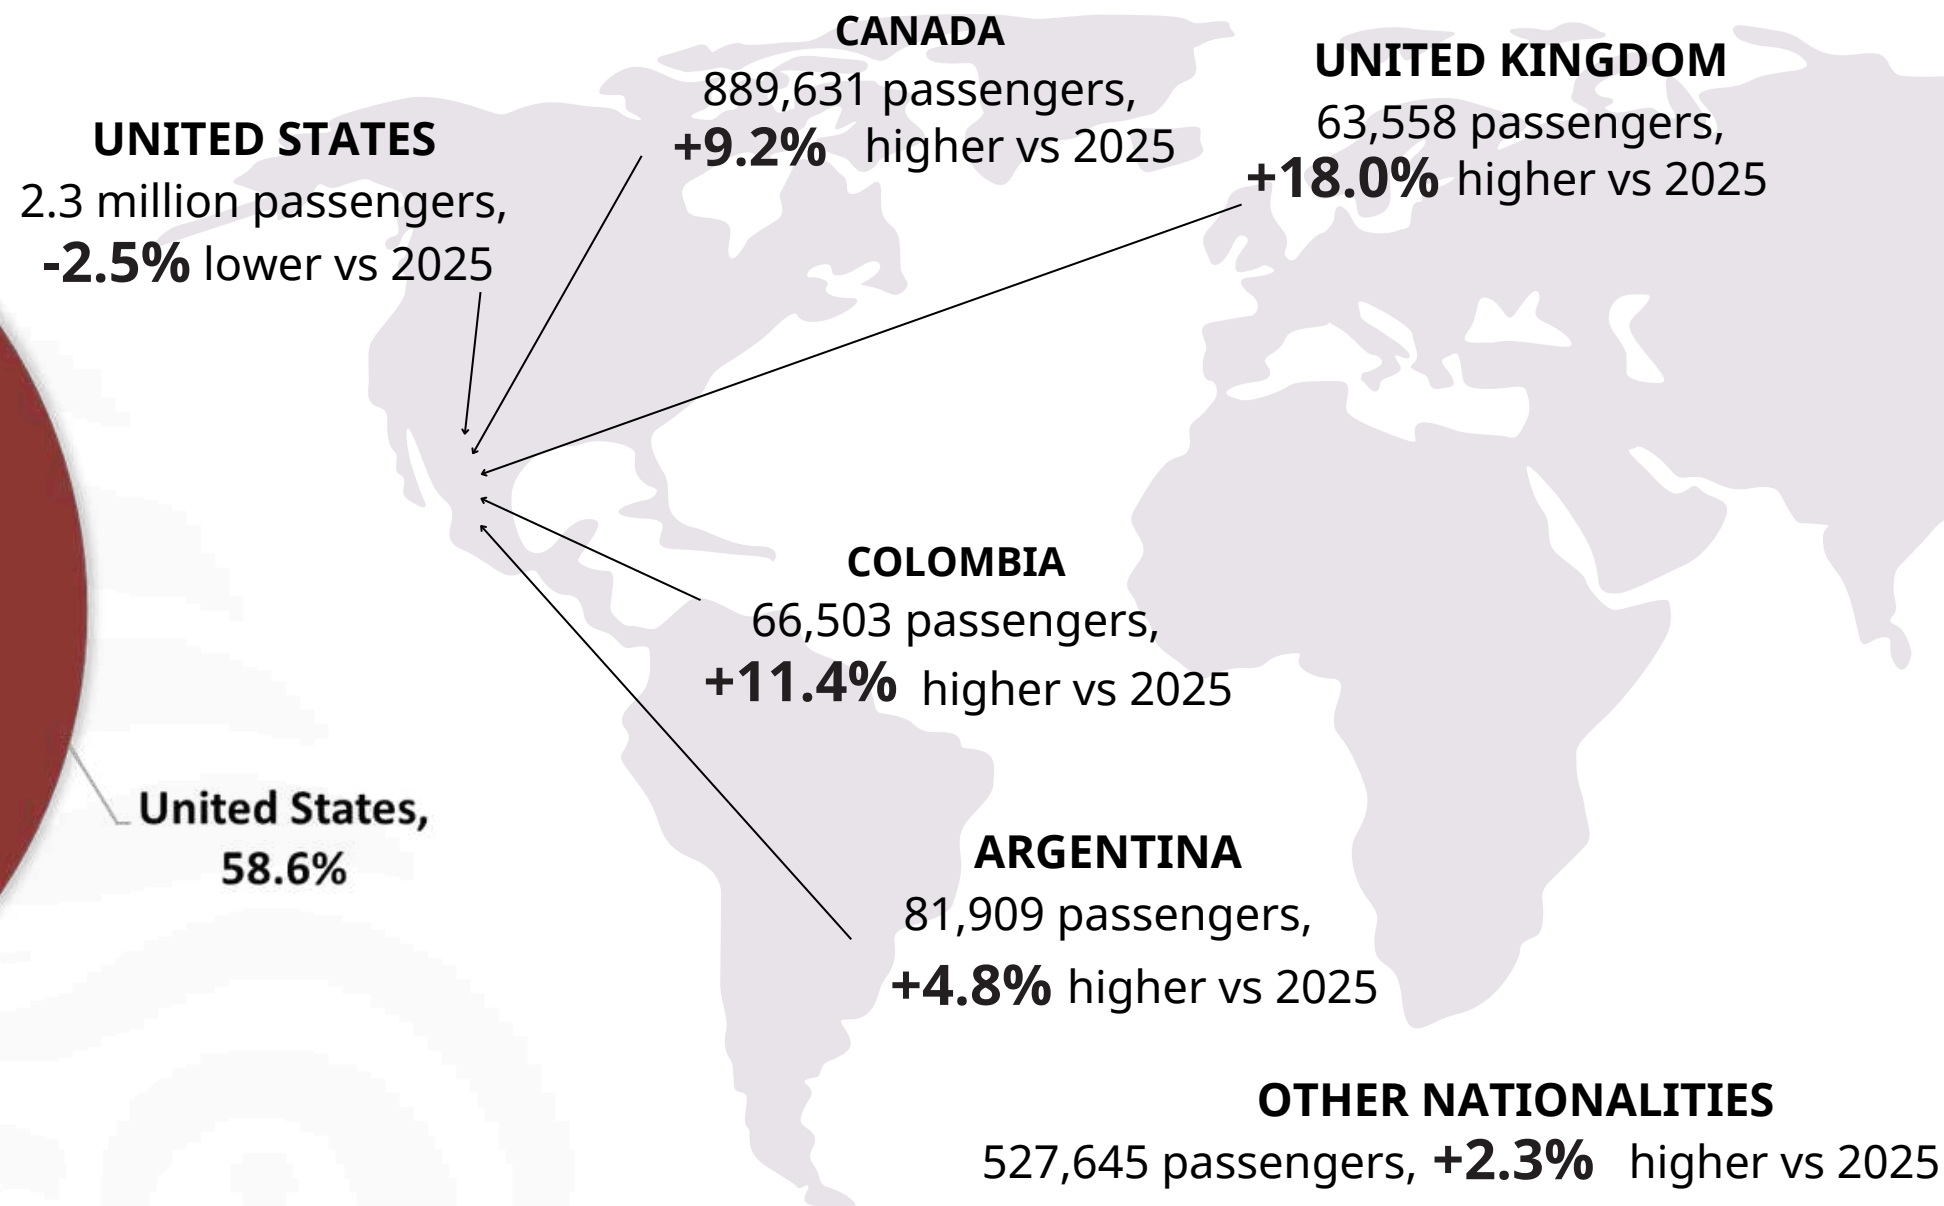 CANADA
889,631 passengers,
+9.2% higher vs 2025
UNITED KINGDOM
63,558 passengers,
+18.0% higher vs 2025
UNITED STATES
2.3 million passengers,
-2.5% lower vs 2025
COLOMBIA
66,503 passengers,
+11.4% higher vs 2025
United States,
58.6%
ARGENTINA
81,909 passengers,
+4.8% higher vs 2025
OTHER NATIONALITIES
527,645 passengers, +2.3% higher vs 2025